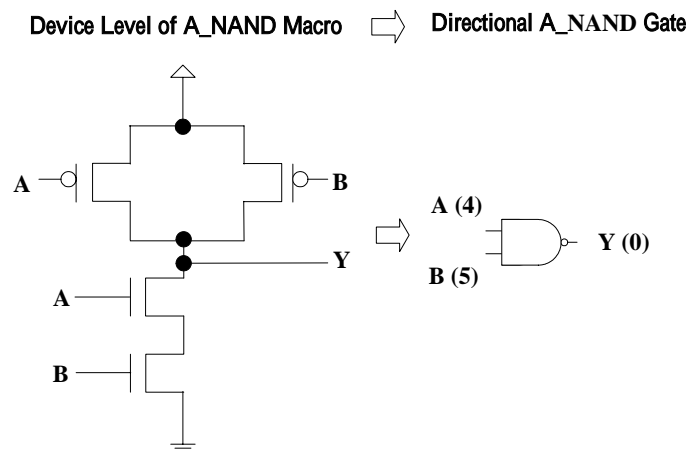 Device Level of A_NAND Macro
Directional A_NAND Gate
A
B
A (4)
Y (0)
Y
B (5)
A
B